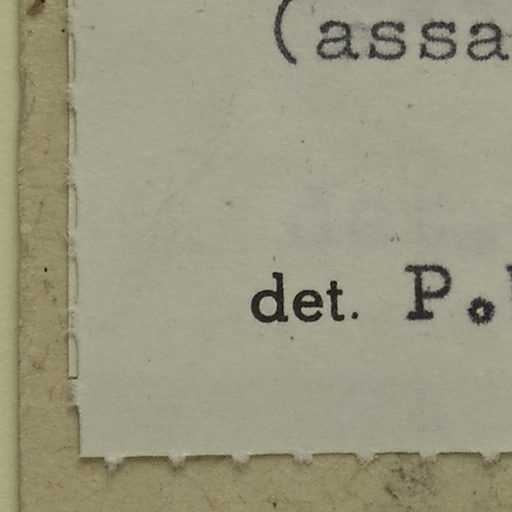 (assa
det. P.